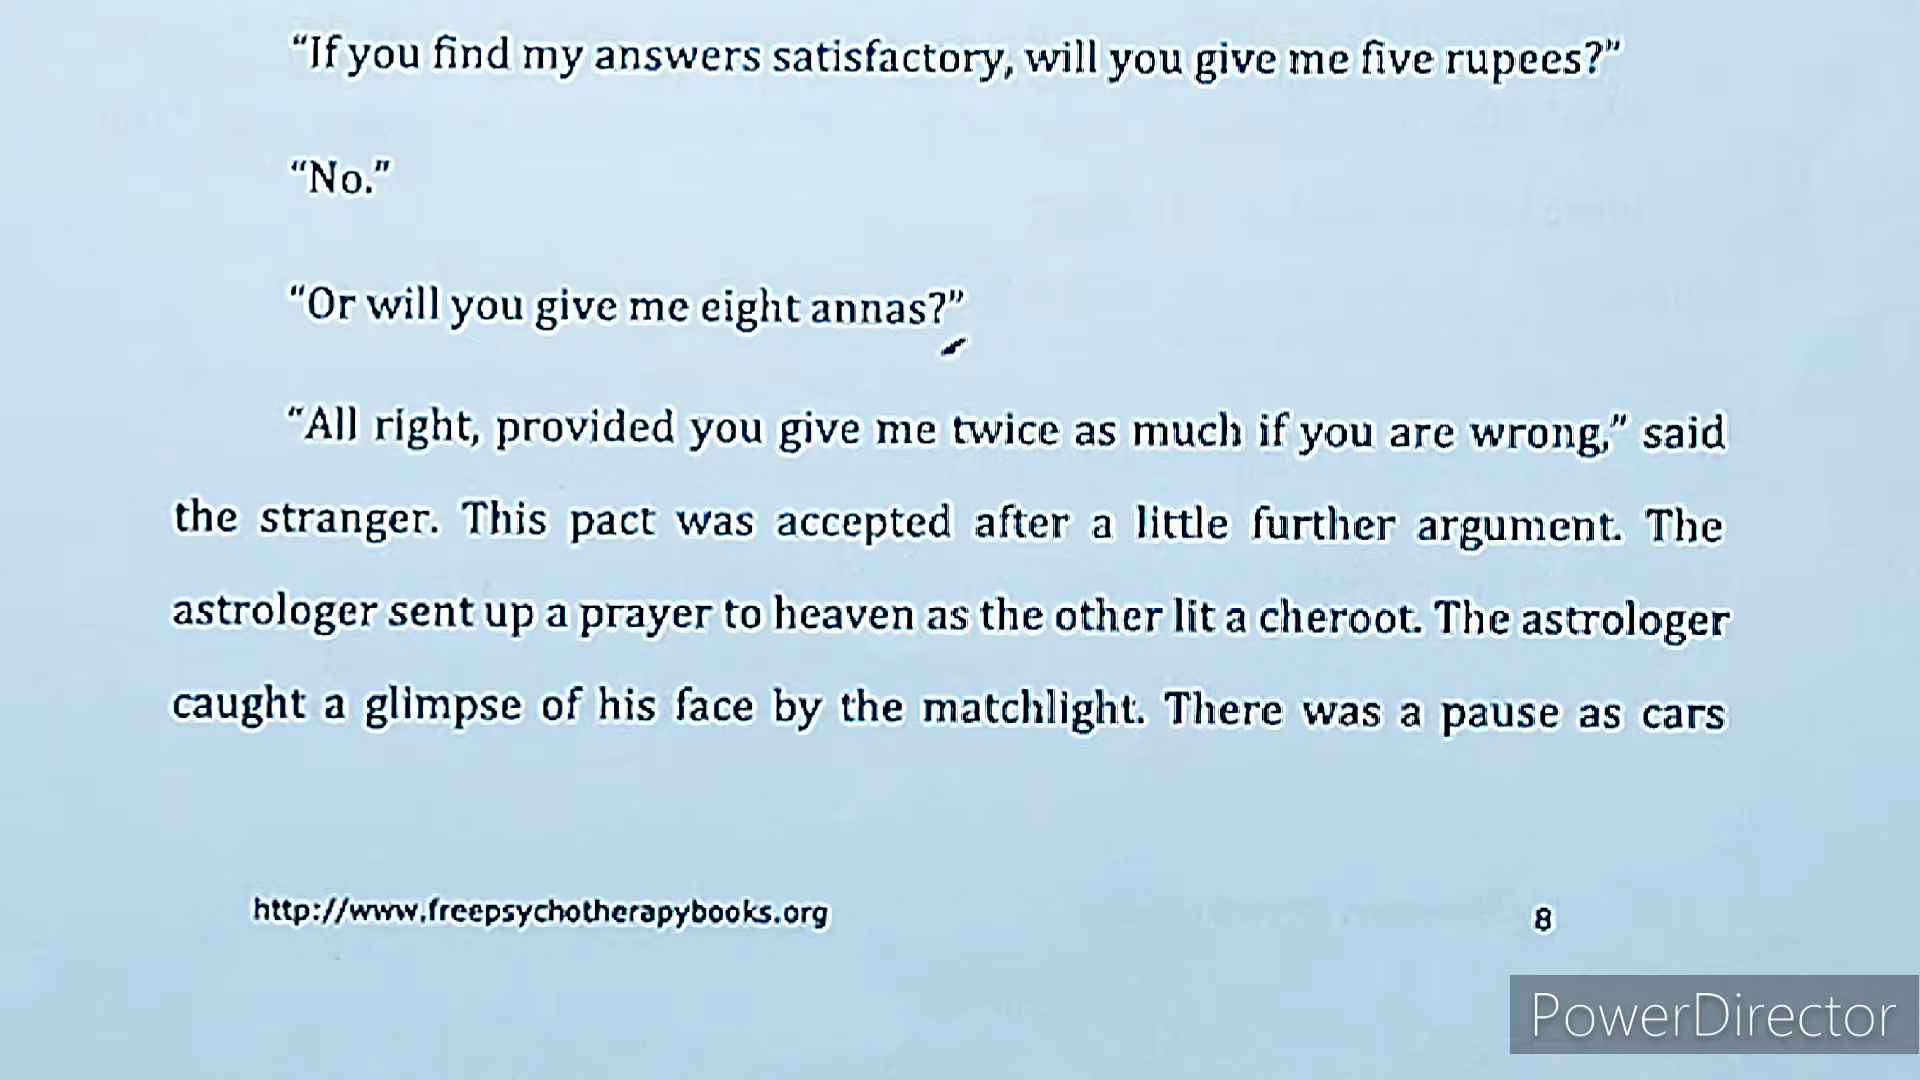 “If you find my answers satisfactory, will you give me five rupees?”
“No.”
“Or will you give me eight annas?”
“All right, provided you give me twice as much if you are wrong,” said
the stranger. This pact was accepted after a little further argument. The
astrologer sent up a prayer to heaven as the other lit a cheroot. The astrologer
caught a glimpse of his face by the matchlight. There was a pause as cars
http://www.freepsychotherapybooks.org 8
PowerDirector